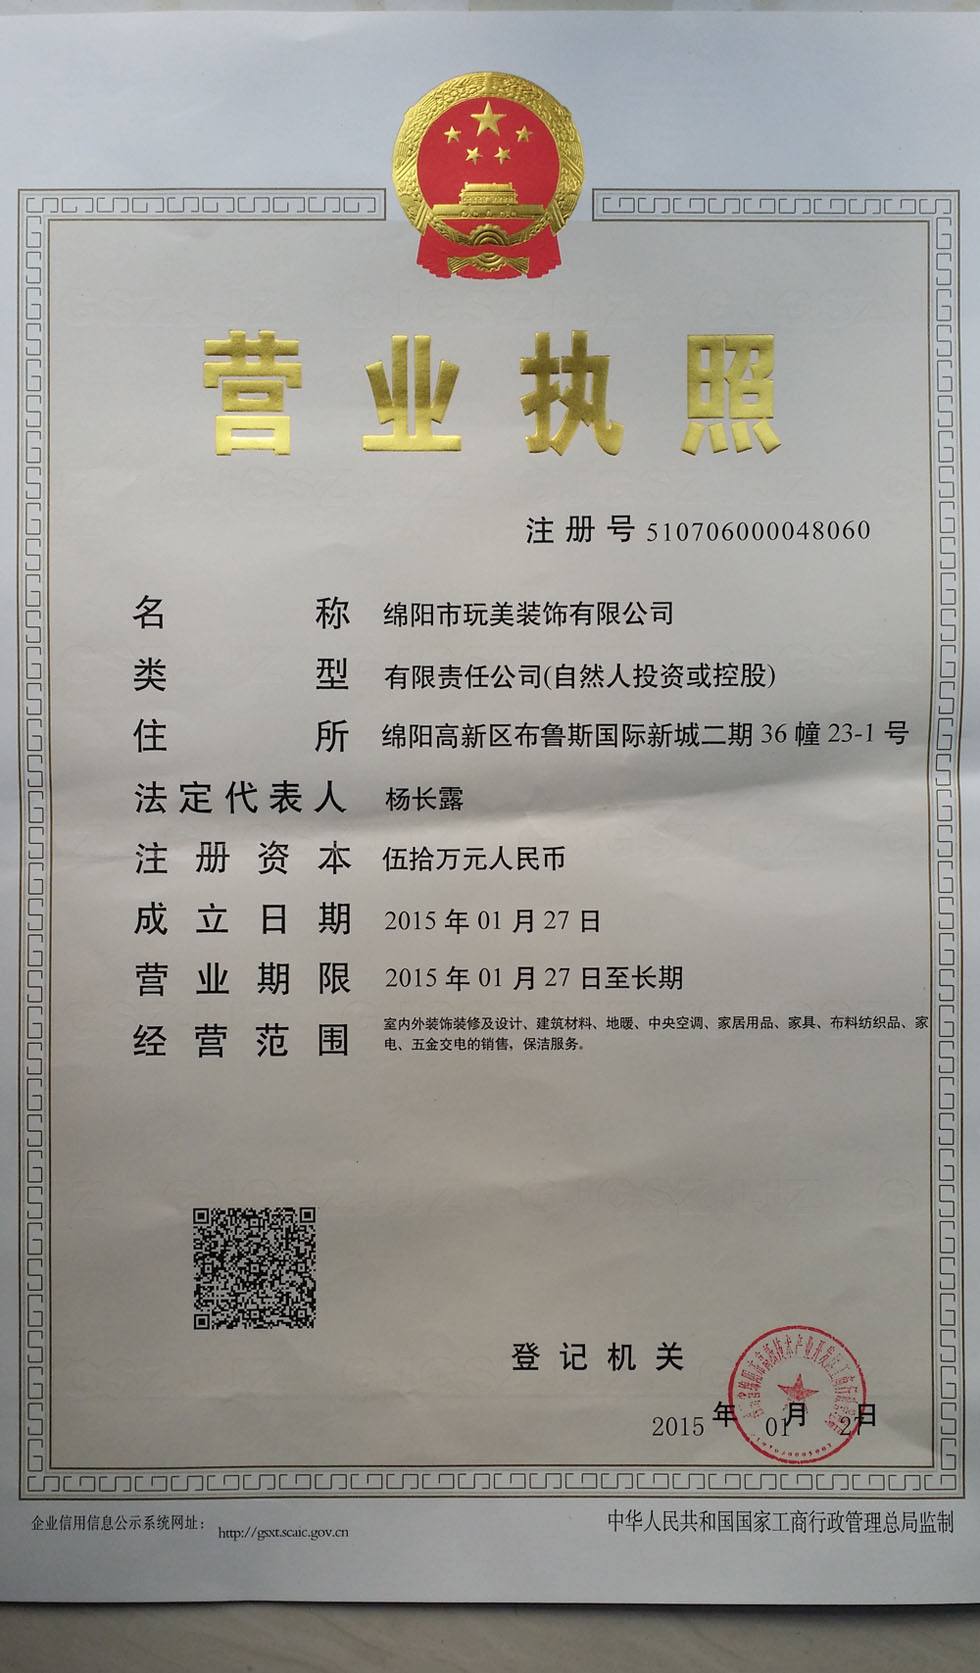 营业执照
注册号 510706000048060
名称 绵阳市玩美装饰有限公司
类型 有限责任公司(自然人投资或控股)
住所 绵阳高新区布鲁斯国际新城二期36幢23-1号
法定代表人 杨长露
注册资本 伍拾万元人民币
成立日期 2015年01月27日
营业期限 2015年01月27日至长期
经营范围 室内外装饰装修及设计、建筑材料、地暖、中央空调、家居用品、家具、布料纺织品、家
电、五金交电的销售，保洁服务。
登记机关
2015年01月27日
企业信用信息公示系统网址： http://gsxt.scaic.gov.cn
中华人民共和国国家工商行政管理总局监制